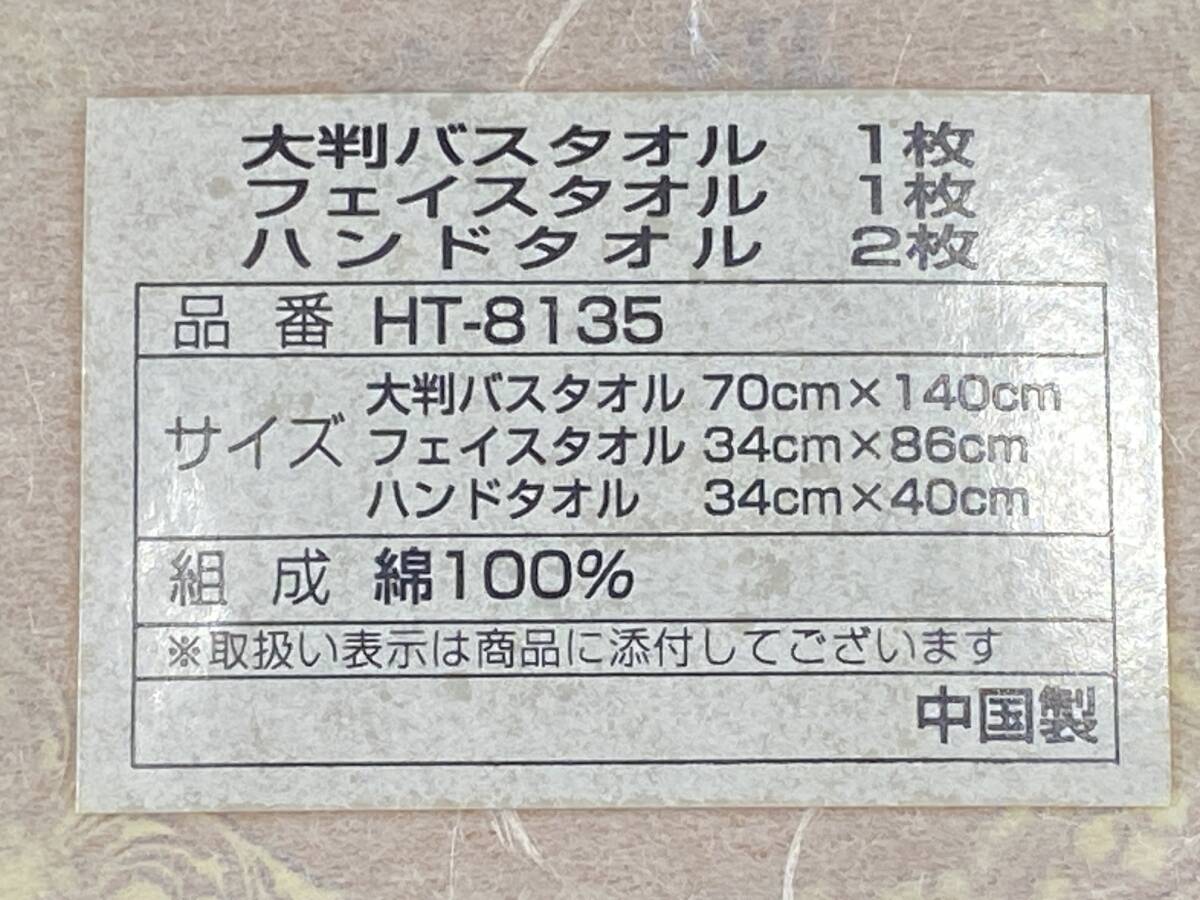 大判バスタオル 1枚
フェイスタオル 1枚
ハンドタオル 2枚
品番 HT-8135
サイズ 大判バスタオル 70cm×140cm
フェイスタオル 34cm×86cm
ハンドタオル 34cm×40cm
組成 綿100%
※取扱い表示は商品に添付してございます
中国製